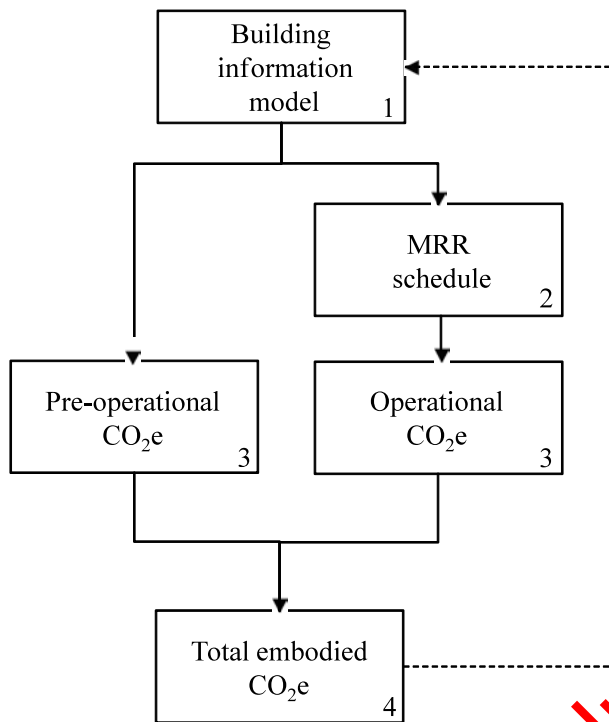 Building
information
model
1
MRR
schedule
2
Pre-operational
CO₂e
3
Operational
CO₂e
3
Total embodied
CO₂e
4